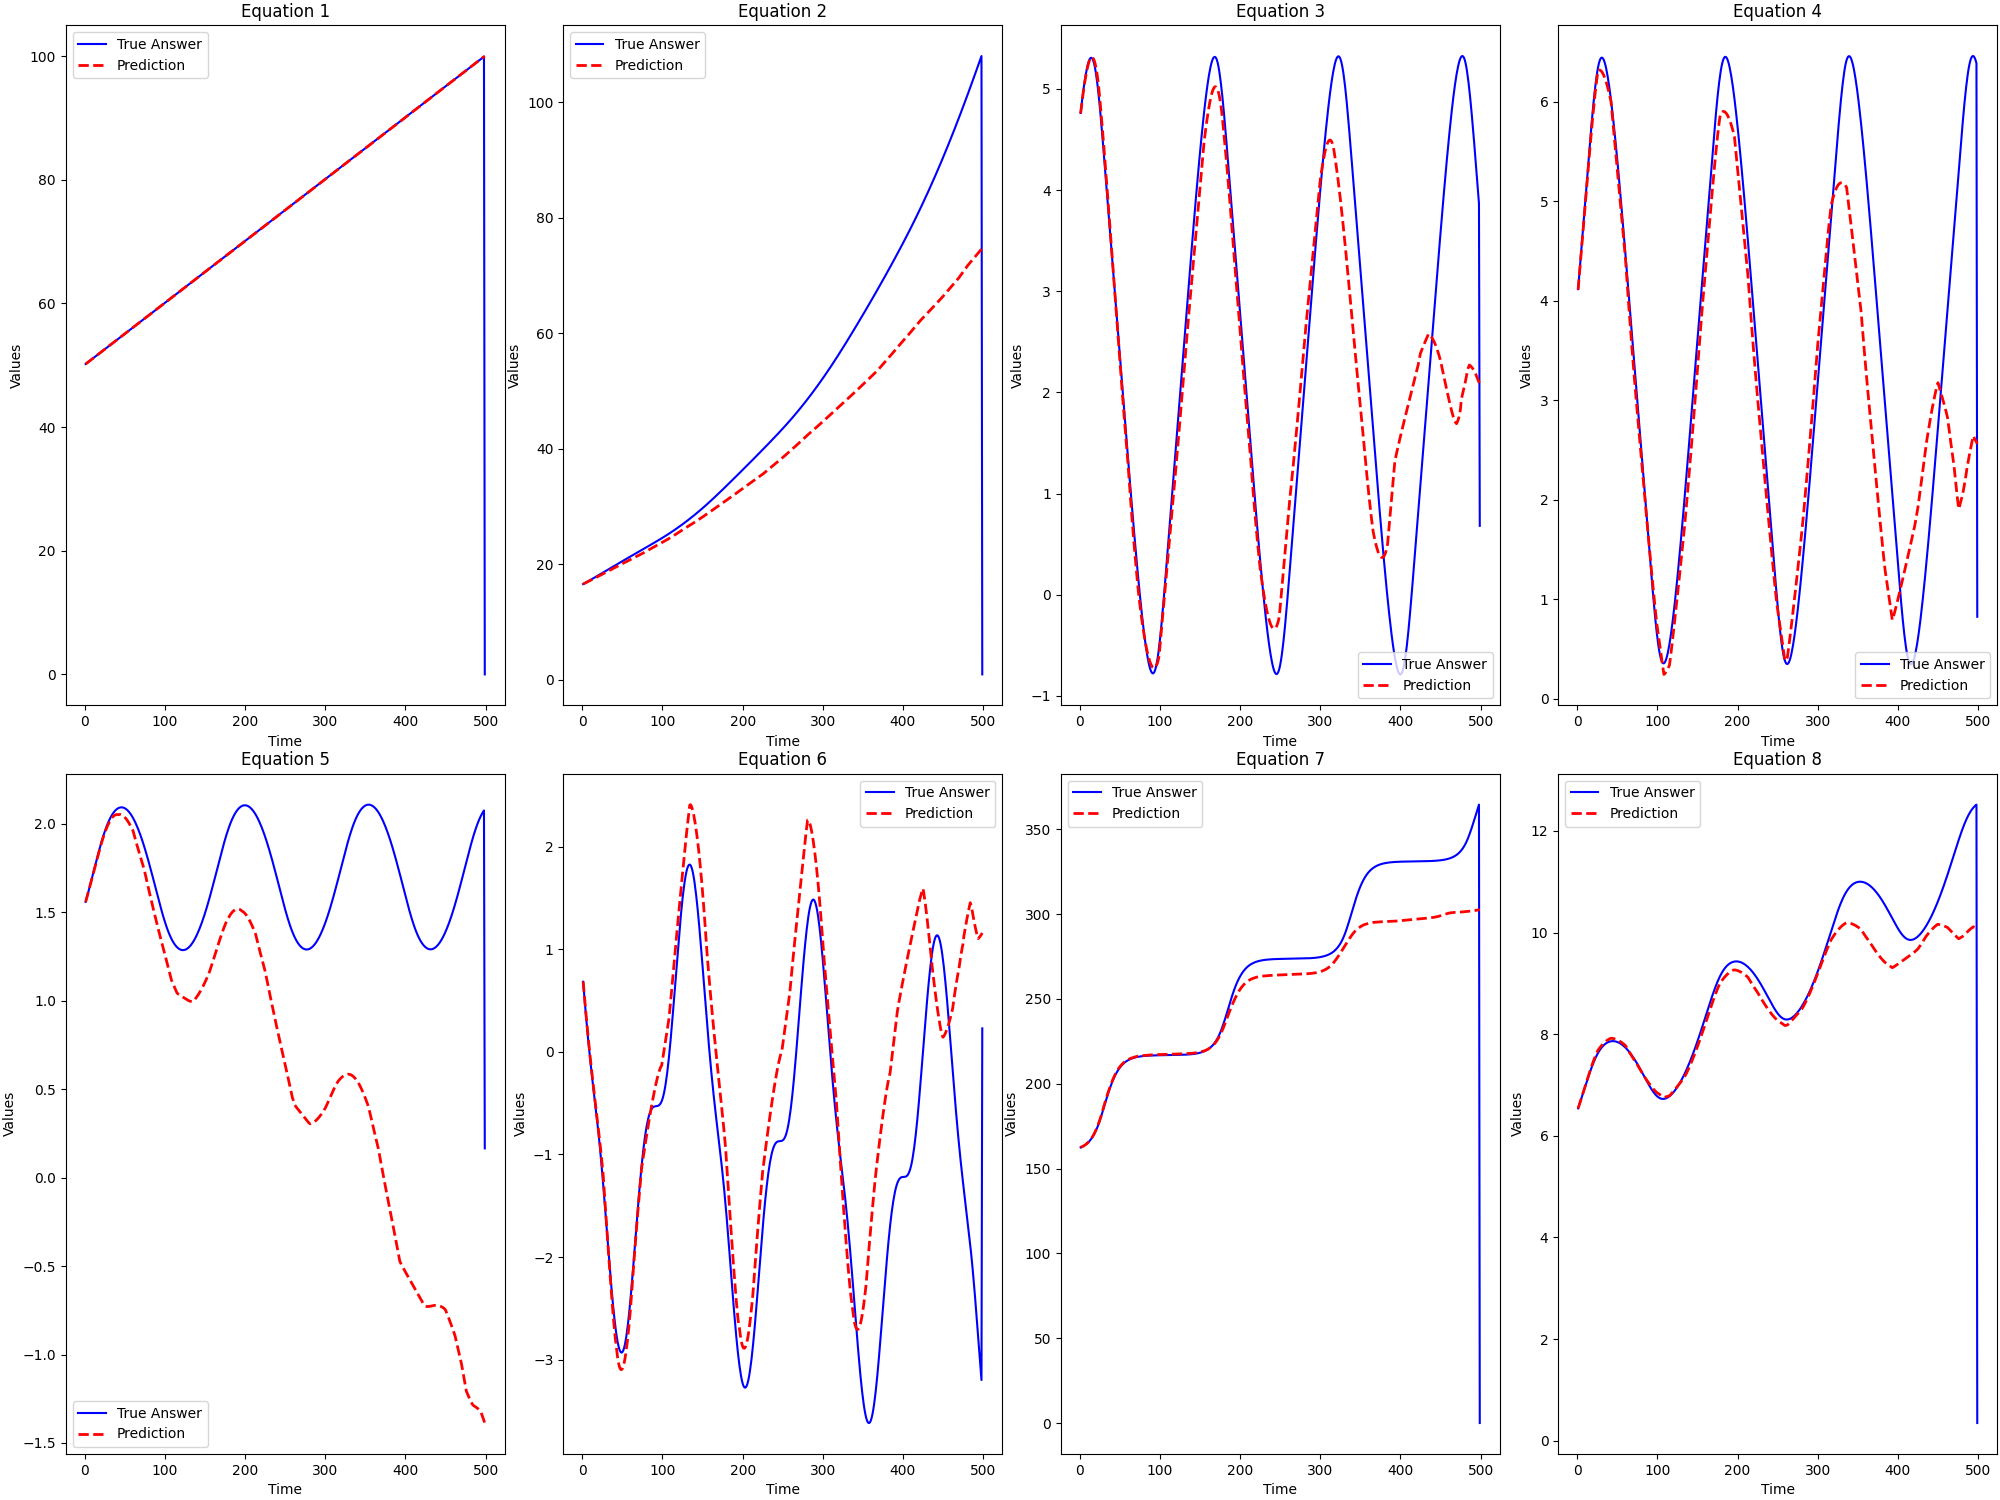 Equation 1
True Answer
Prediction
100
80
60
40
20
0
Values
0 100 200 300 400 500
Time
Equation 2
True Answer
Prediction
100
80
60
40
20
0
Values
0 100 200 300 400 500
Time
Equation 3
5
4
3
2
1
0
−1
Values
True Answer
Prediction
0 100 200 300 400 500
Time
Equation 4
6
5
4
3
2
1
0
Values
True Answer
Prediction
0 100 200 300 400 500
Time
Equation 5
2.0
1.5
1.0
0.5
0.0
−0.5
−1.0
−1.5
Values
True Answer
Prediction
0 100 200 300 400 500
Time
Equation 6
True Answer
Prediction
2
1
0
−1
−2
−3
Values
0 100 200 300 400 500
Time
Equation 7
True Answer
Prediction
350
300
250
200
150
100
50
0
Values
0 100 200 300 400 500
Time
Equation 8
True Answer
Prediction
12
10
8
6
4
2
0
Values
0 100 200 300 400 500
Time